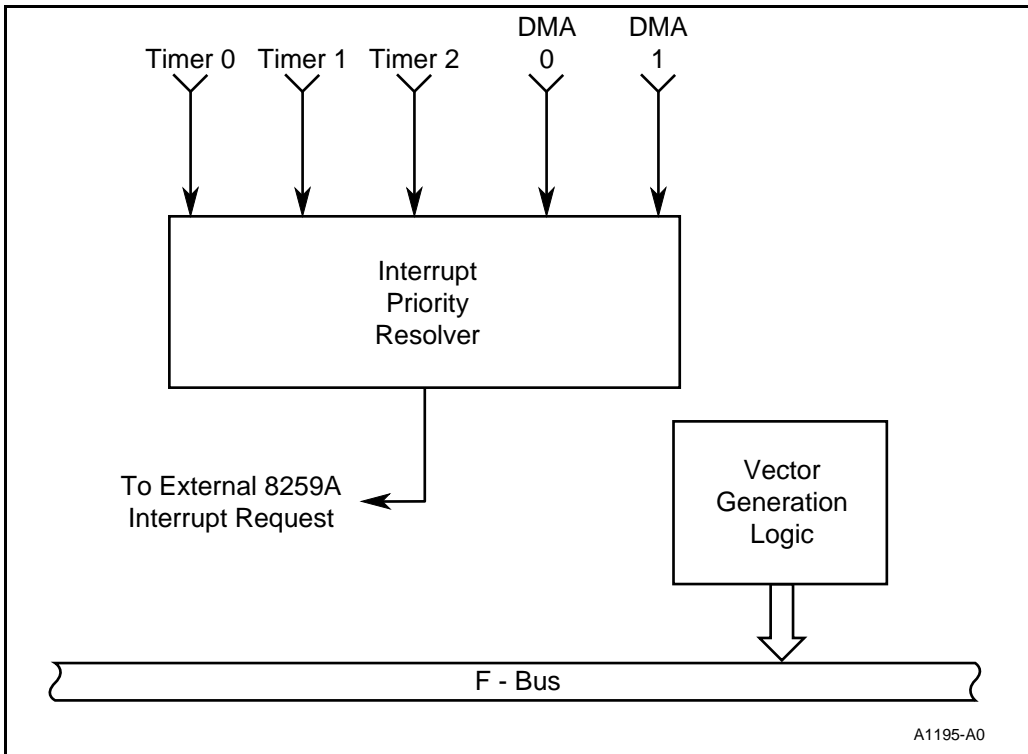 DMA DMA
Timer 0 Timer 1 Timer 2 0 1
Interrupt
Priority
Resolver
To External 8259A
Interrupt Request
Vector
Generation
Logic
F - Bus
A1195-A0